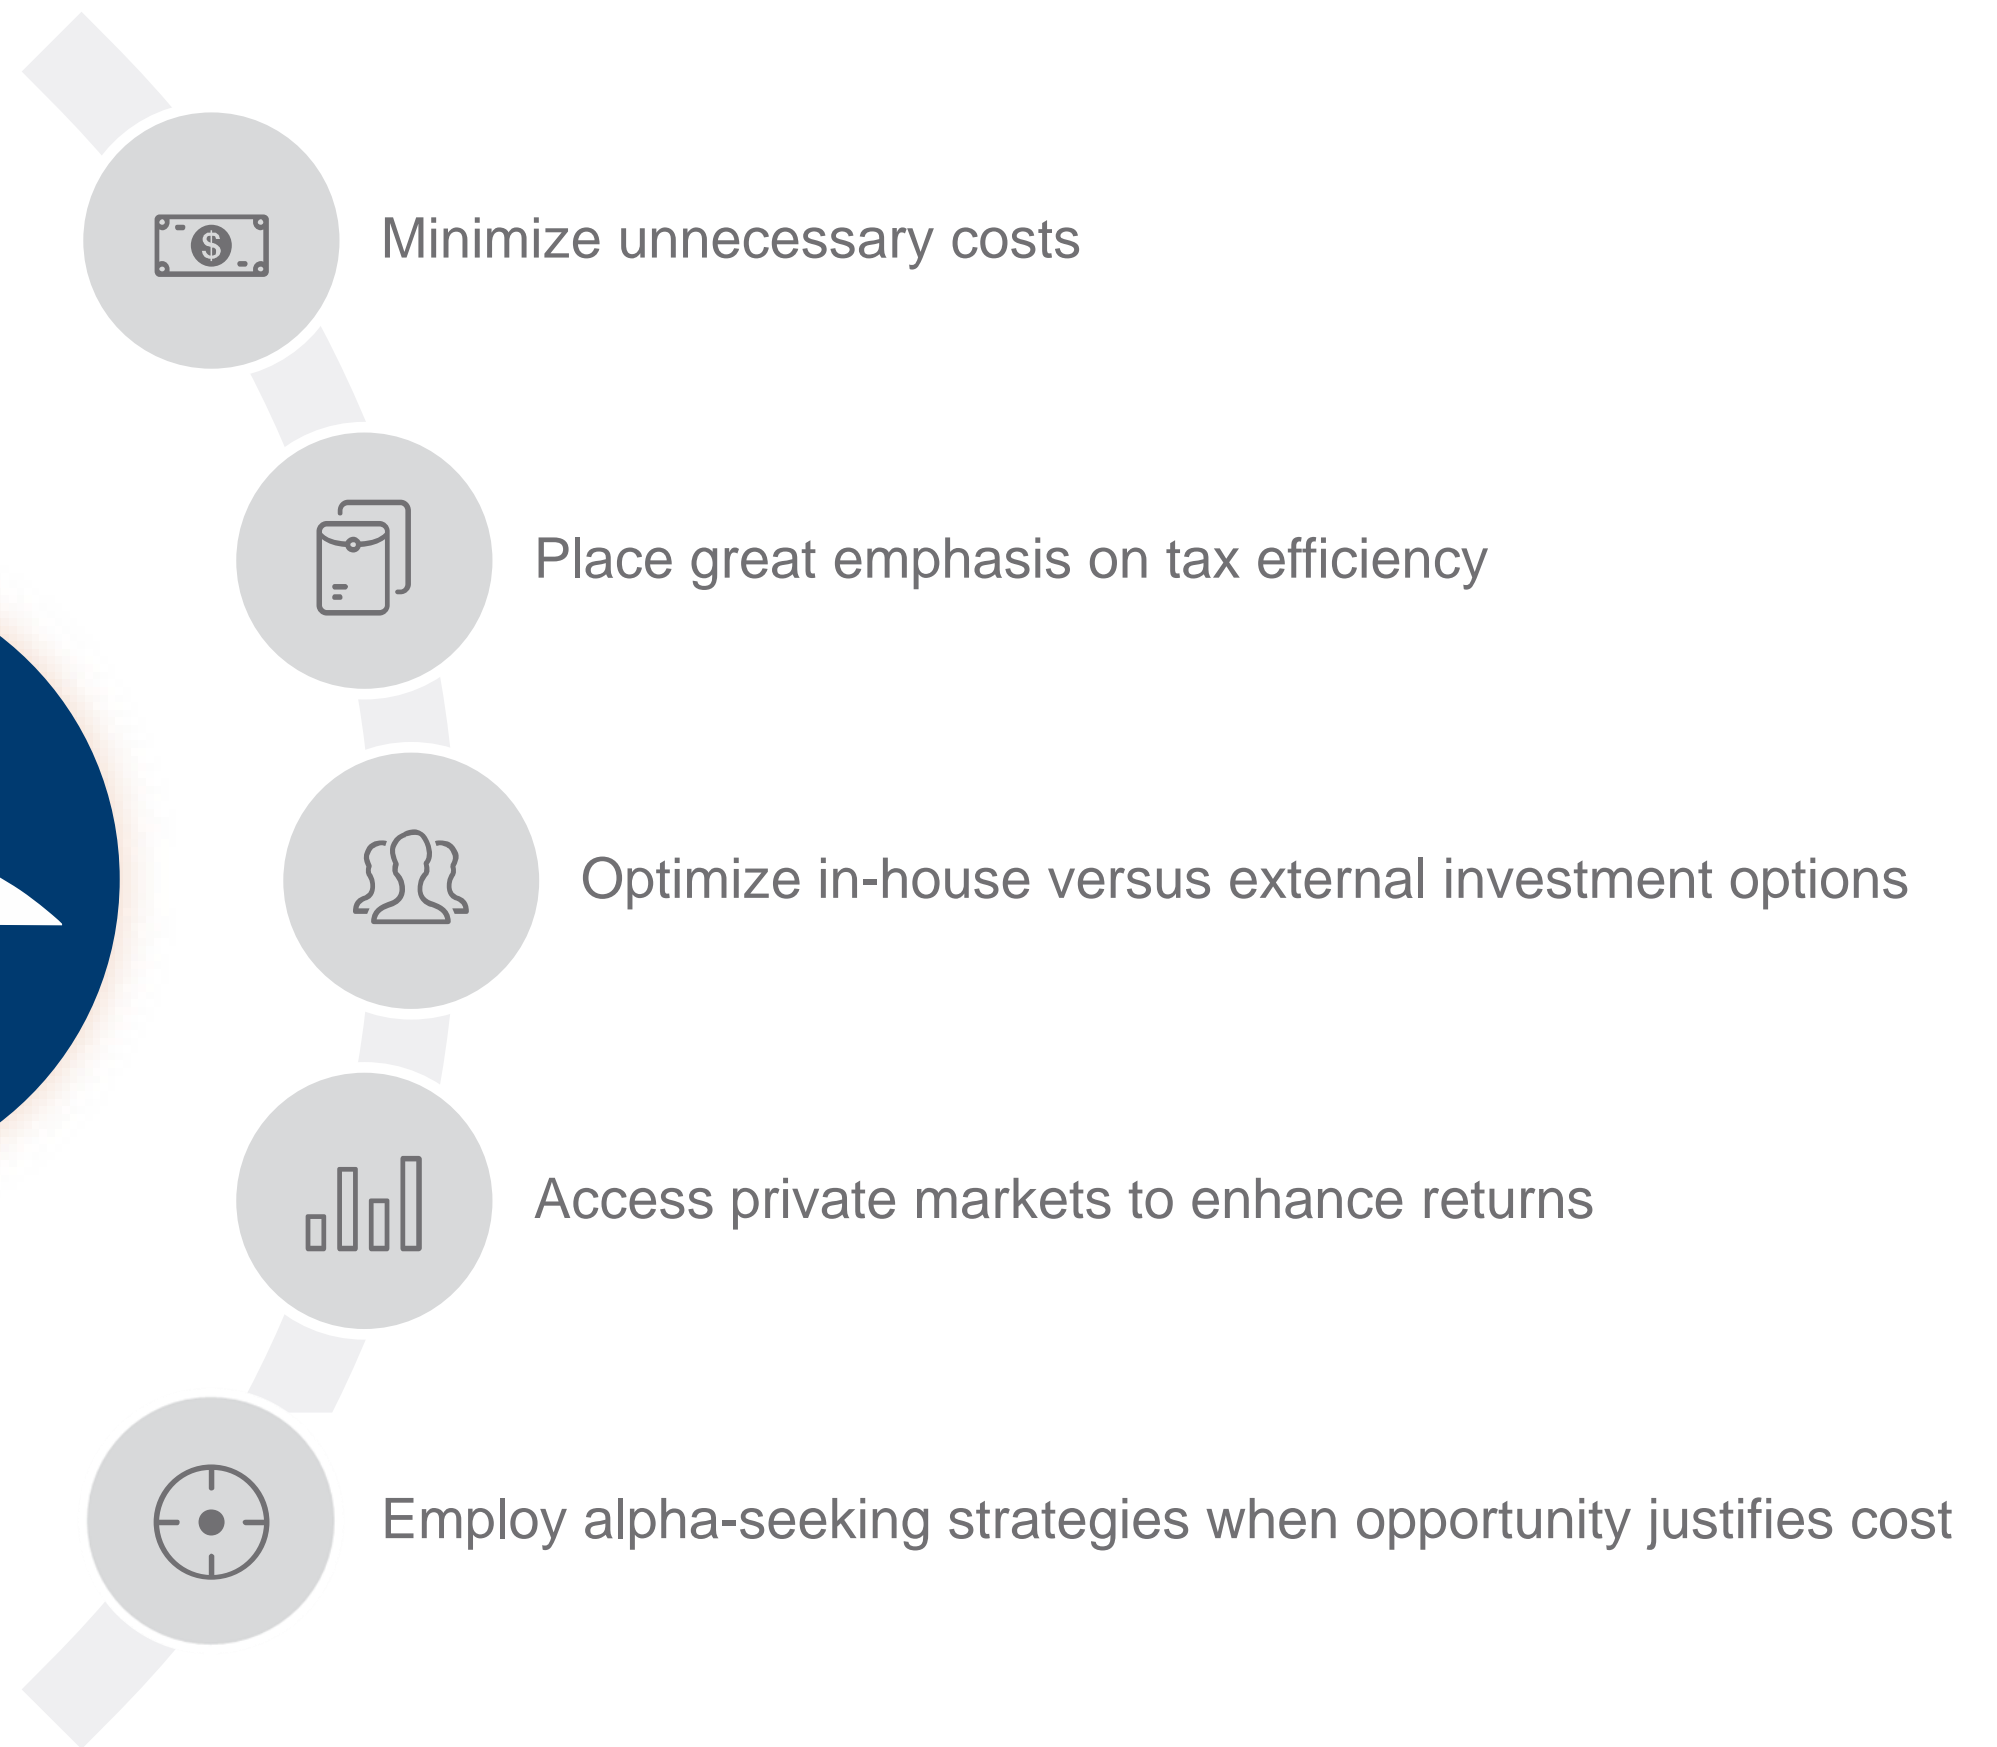 Minimize unnecessary costs
Place great emphasis on tax efficiency
Optimize in-house versus external investment options
Access private markets to enhance returns
Employ alpha-seeking strategies when opportunity justifies cost